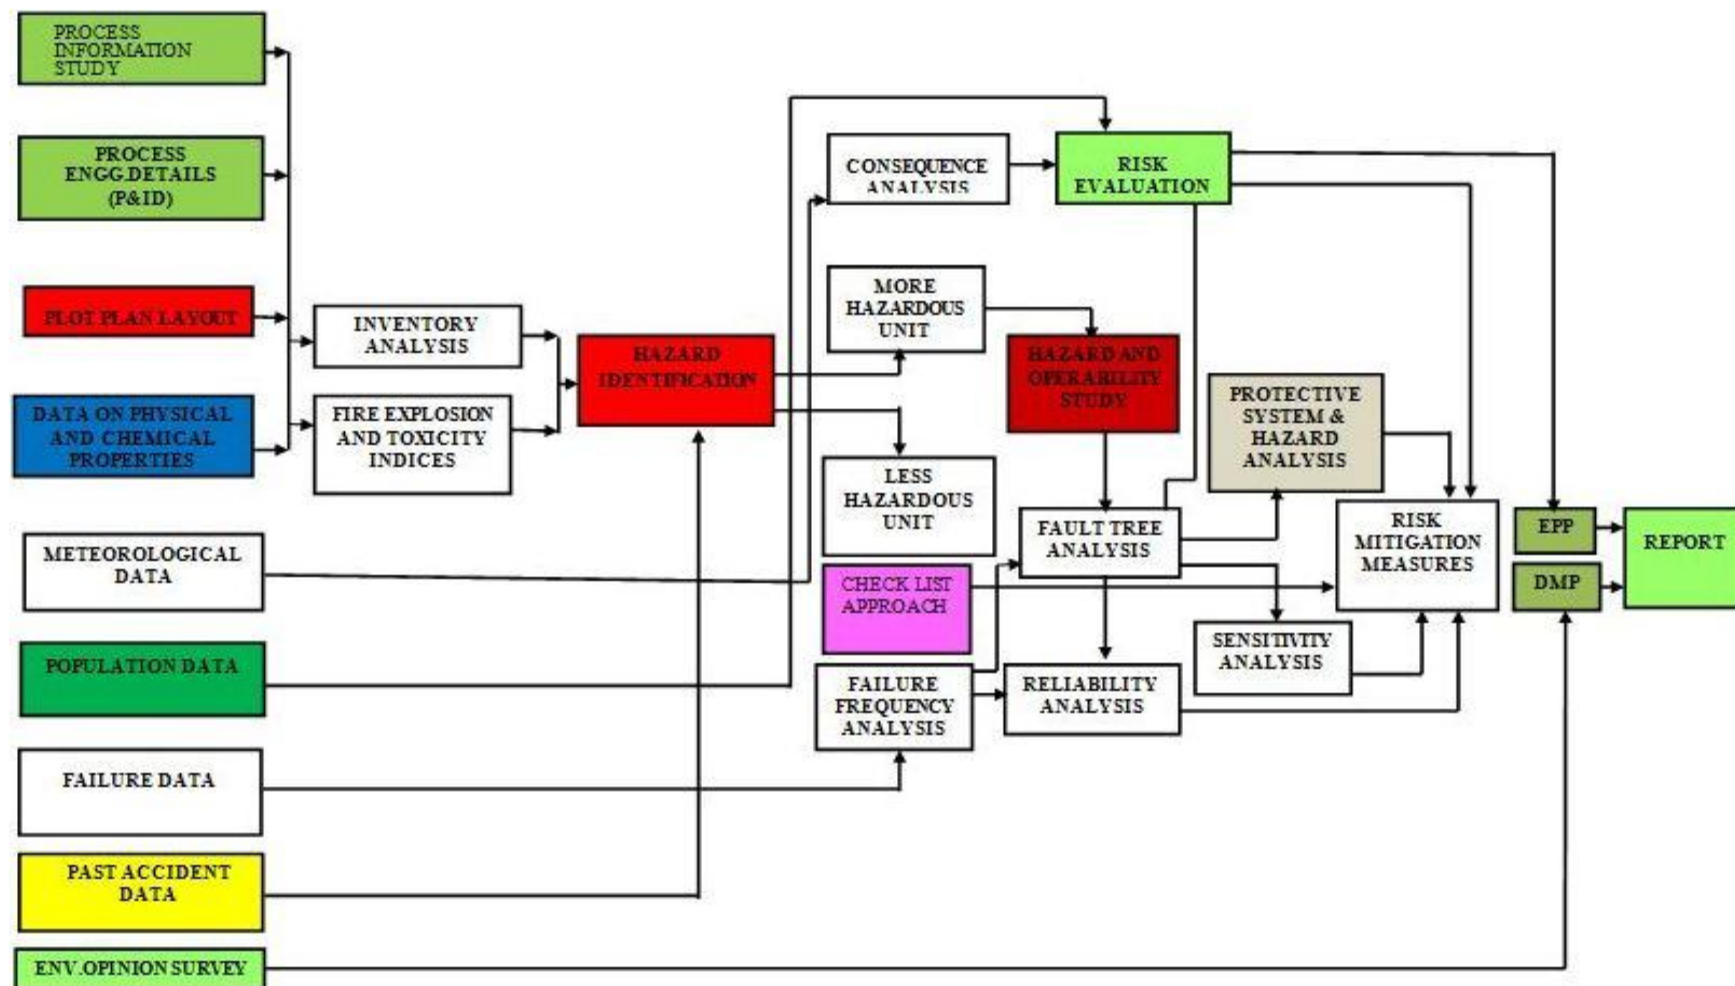 PROCESS
INFORMATION
STUDY
PROCESS
ENGG.DETAILS
(P&ID)
PLOT PLAN LAYOUT
DATA ON PHYSICAL
AND CHEMICAL
PROPERTIES
METEOROLOGICAL
DATA
POPULATION DATA
FAILURE DATA
PAST ACCIDENT
DATA
ENV.OPINION SURVEY
INVENTORY
ANALYSIS
FIRE EXPLOSION
AND TOXICITY
INDICES
HAZARD
IDENTIFICATION
CONSEQUENCE
ANALYSIS
RISK
EVALUATION
MORE
HAZARDOUS
UNIT
HAZARD AND
OPERABILITY
STUDY
LESS
HAZARDOUS
UNIT
CHECK LIST
APPROACH
FAILURE
FREQUENCY
ANALYSIS
FAULT TREE
ANALYSIS
RELIABILITY
ANALYSIS
PROTECTIVE
SYSTEM &
HAZARD
ANALYSIS
SENSITIVITY
ANALYSIS
RISK
MITIGATION
MEASURES
EPP
DMP
REPORT